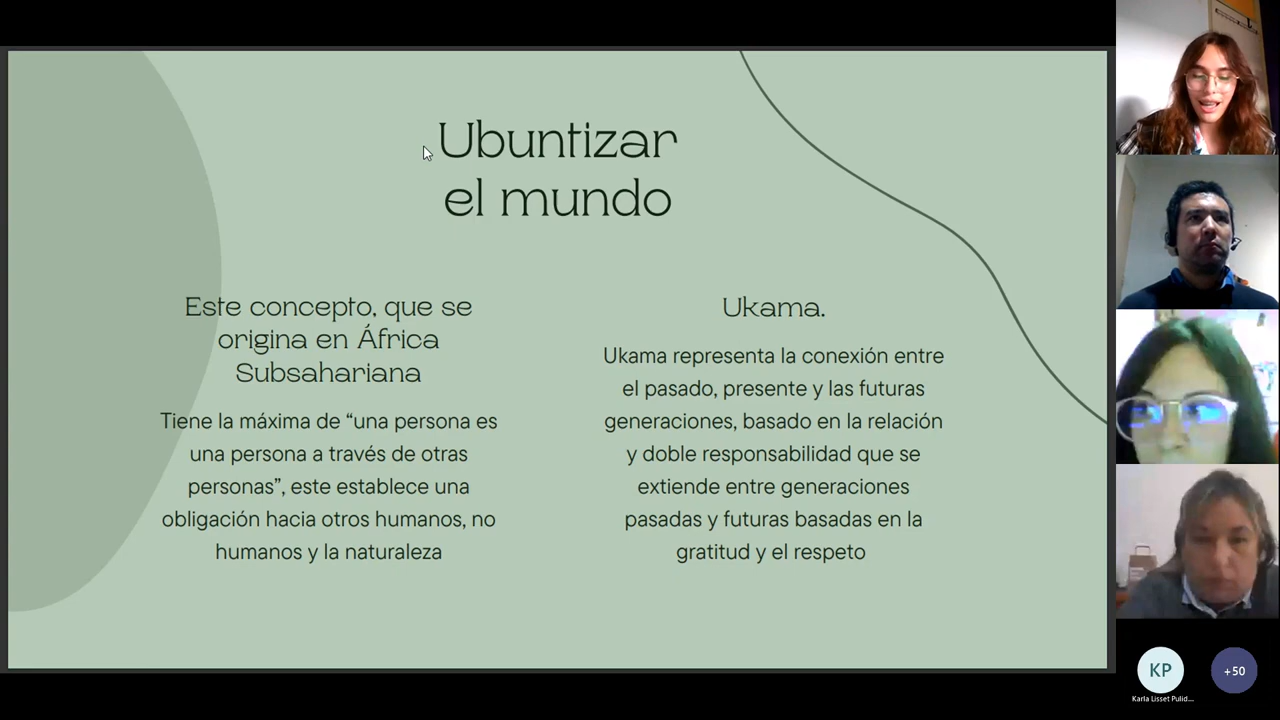 Ubuntizar
el mundo
Este concepto, que se
origina en África
Subsahariana
Tiene la máxima de “una persona es
una persona a través de otras
personas”, este establece una
obligación hacia otros humanos, no
humanos y la naturaleza
Ukama.
Ukama representa la conexión entre
el pasado, presente y las futuras
generaciones, basado en la relación
y doble responsabilidad que se
extiende entre generaciones
pasadas y futuras basadas en la
gratitud y el respeto
KP
+50
Karla Lisset Pulid...